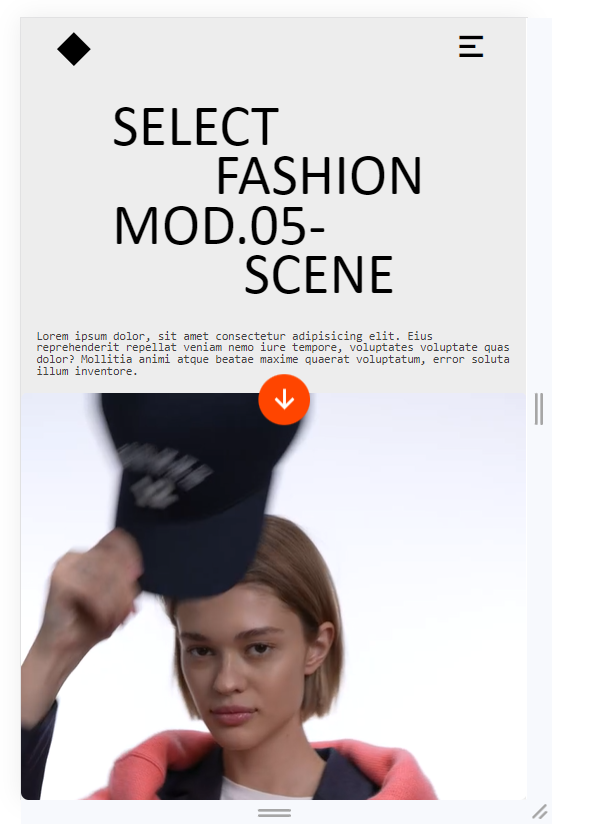 SELECT
FASHION
MOD.05-
SCENE
Lorem ipsum dolor, sit amet consectetur adipisicing elit. Eius
reprehenderit repellat veniam nemo iure tempore, voluptates voluptate quas
dolor? Mollitia animi atque beatae maxime quaerat voluptatum, error soluta
illum inventore.